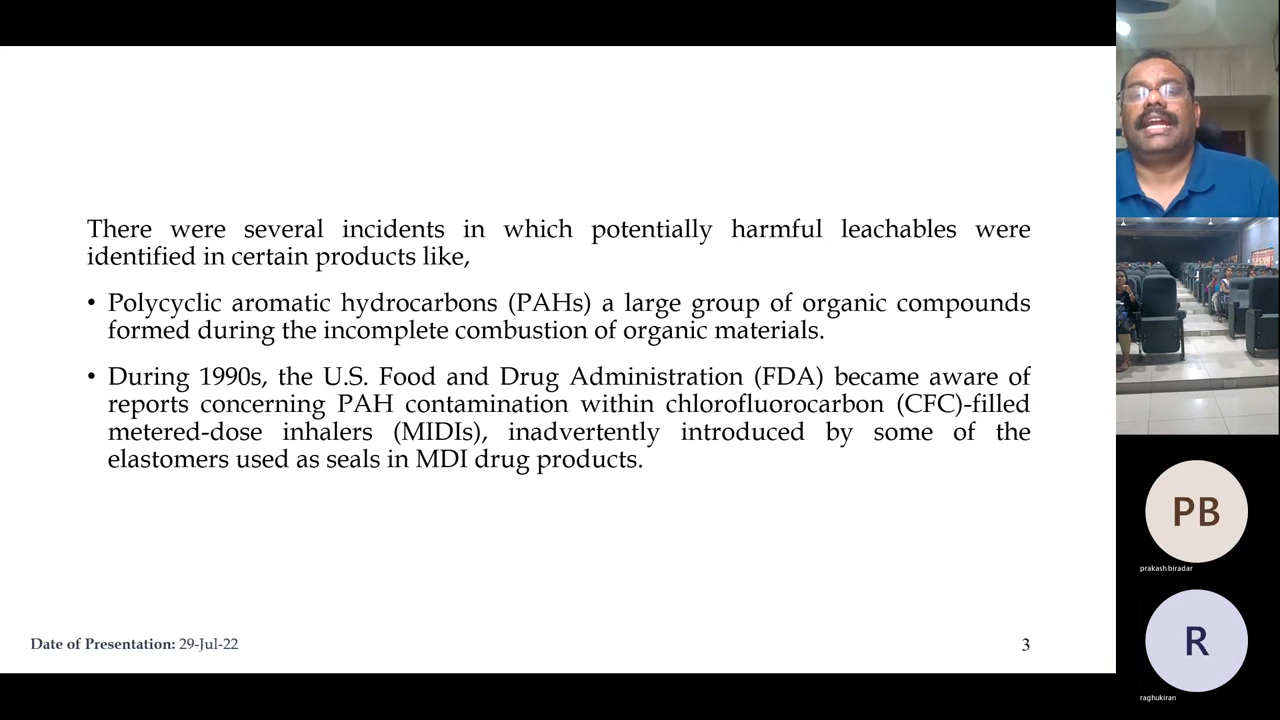 There were several incidents in which potentially harmful leachables were
identified in certain products like,
• Polycyclic aromatic hydrocarbons (PAHs) a large group of organic compounds
formed during the incomplete combustion of organic materials.
• During 1990s, the U.S. Food and Drug Administration (FDA) became aware of
reports concerning PAH contamination within chlorofluorocarbon (CFC)-filled
metered-dose inhalers (MIDIs), inadvertently introduced by some of the
elastomers used as seals in MDI drug products.
Date of Presentation: 29-Jul-22
3
PB
prakash biradar
R
raghukiran